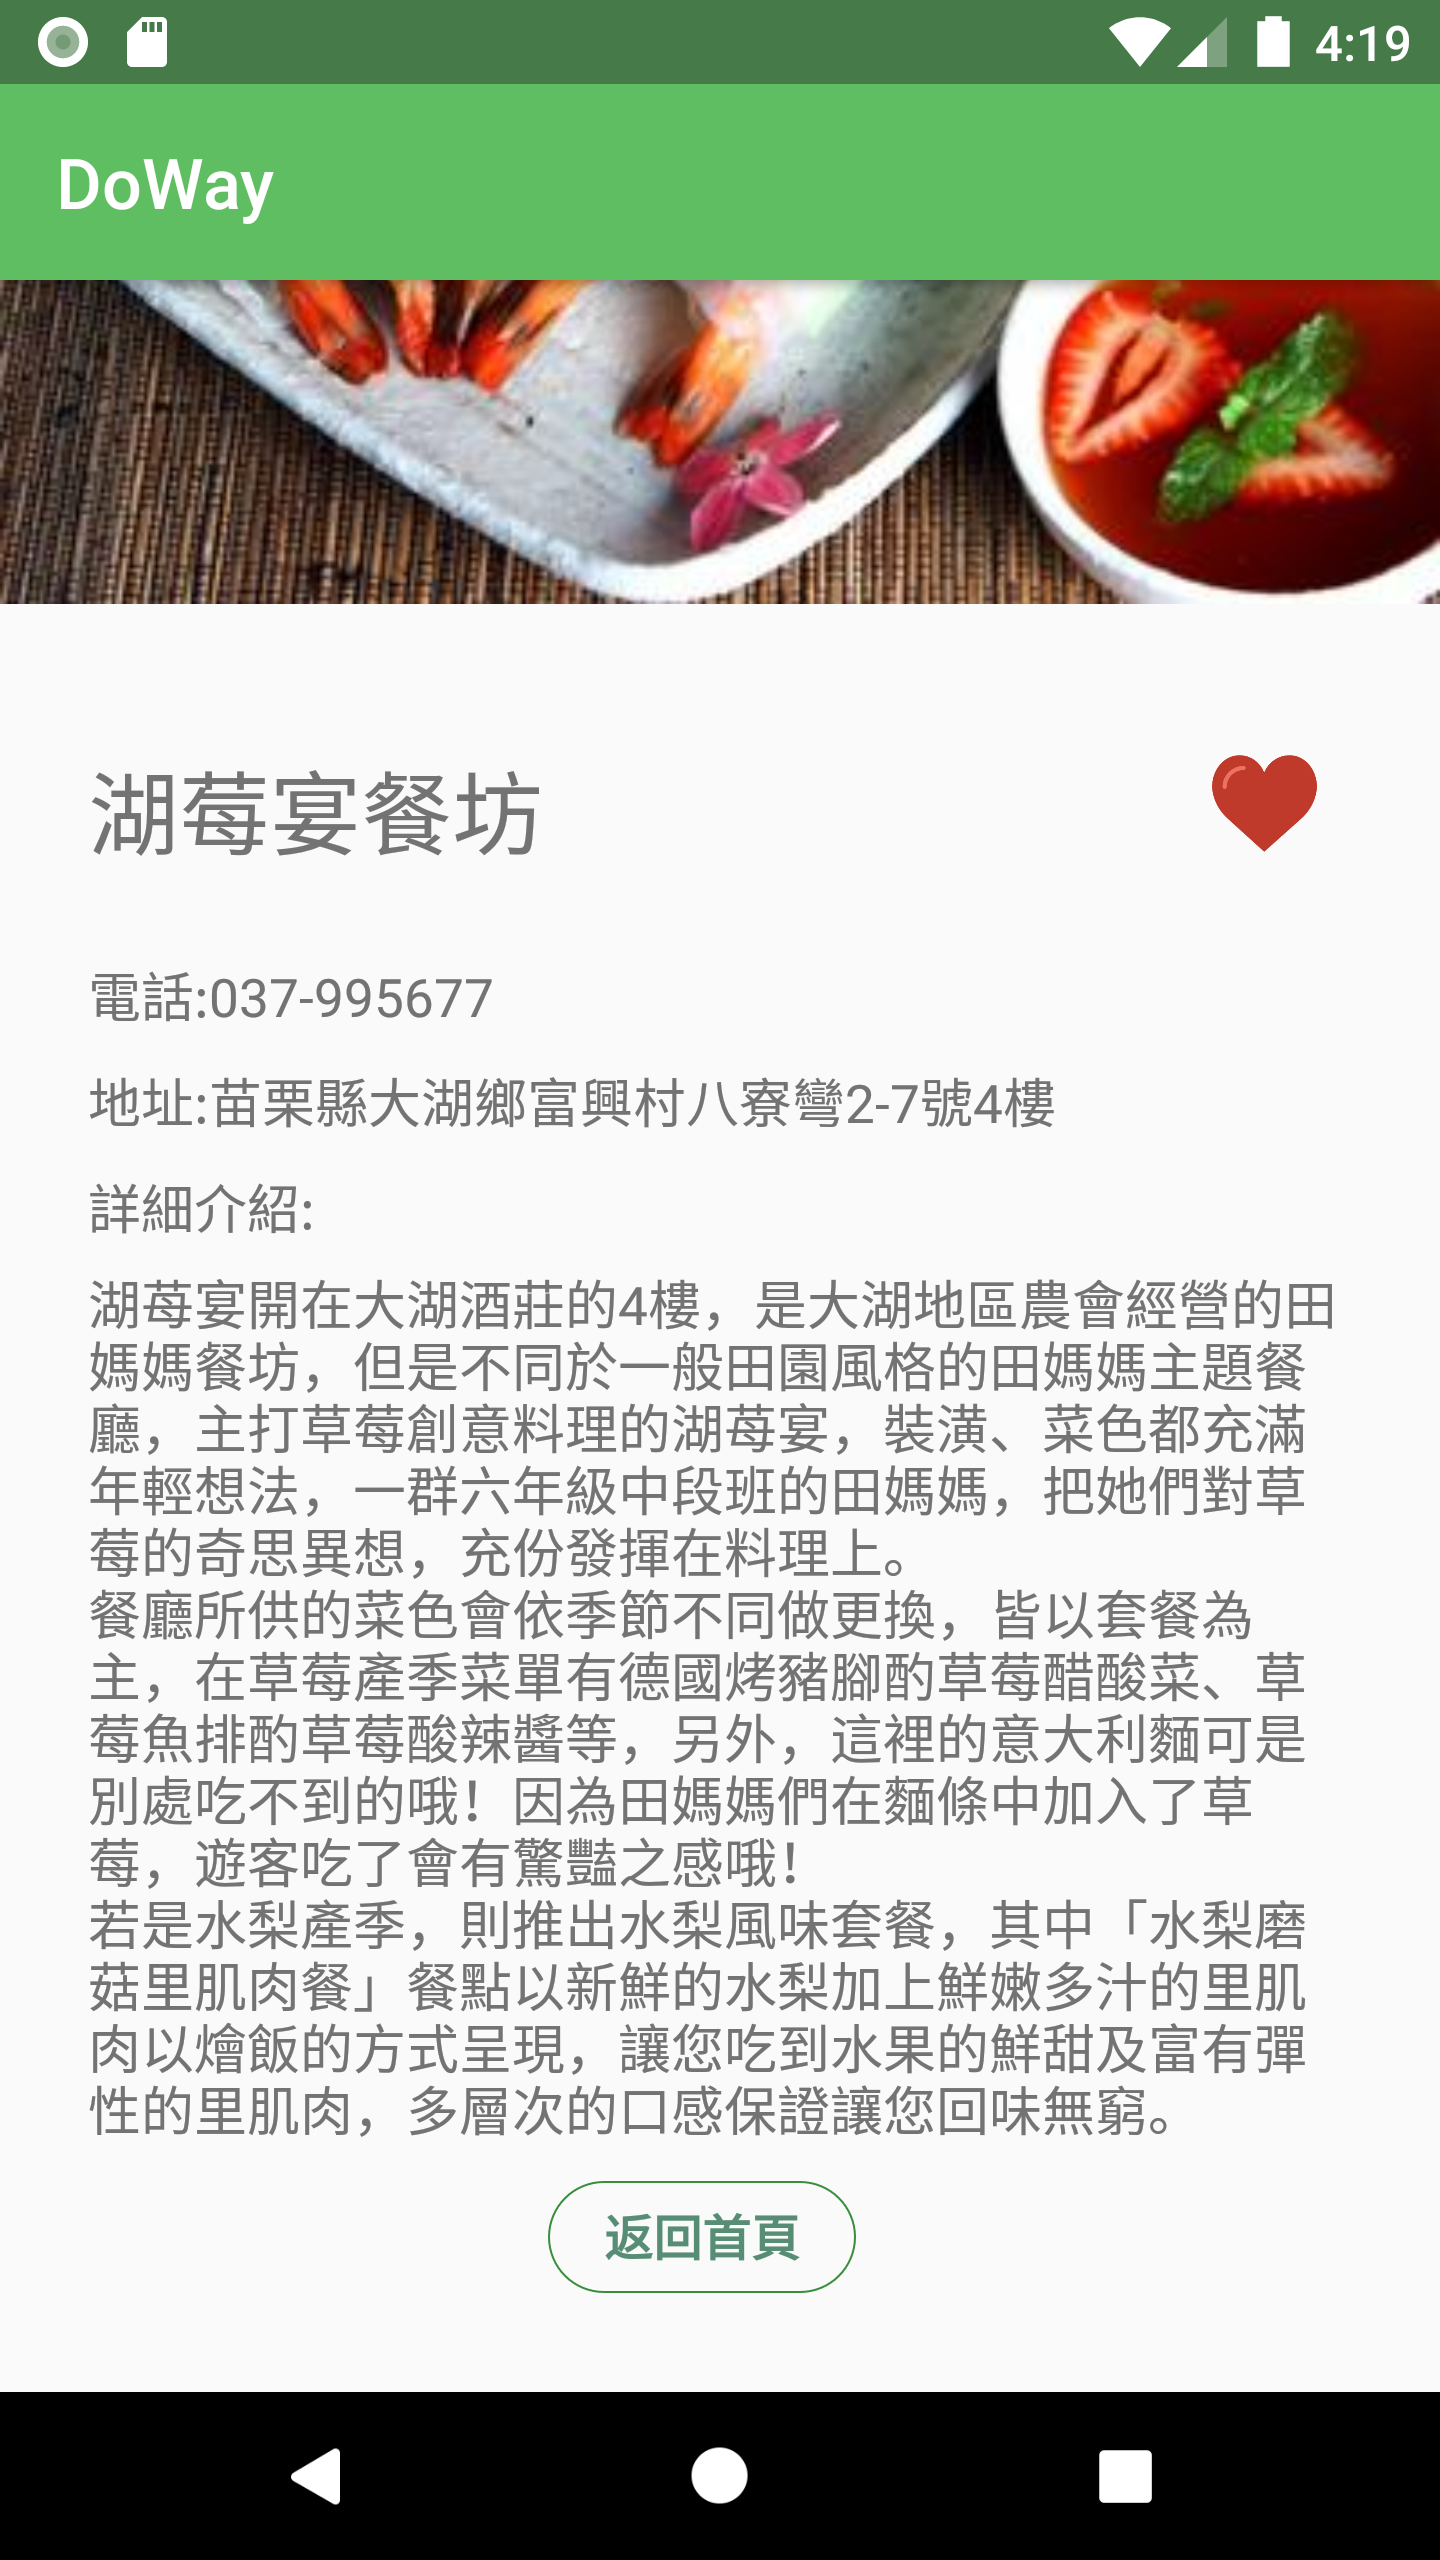 4:19
DoWay
湖莓宴餐坊
電話:037-995677
地址:苗栗縣大湖鄉富興村八寮彎2-7號4樓
詳細介紹:
湖莓宴開在大湖酒莊的4樓，是大湖地區農會經營的田
媽媽餐坊，但是不同於一般田園風格的田媽媽主題餐
廳，主打草莓創意料理的湖莓宴，裝潢、菜色都充滿
年輕想法，一群六年級中段班的田媽媽，把她們對草
莓的奇思異想，充份發揮在料理上。
餐廳所供的菜色會依季節不同做更換，皆以套餐為
主，在草莓產季菜單有德國烤豬腳酌草莓醋酸菜、草
莓魚排酌草莓酸辣醬等，另外，這裡的意大利麵可是
別處吃不到的哦！因為田媽媽們在麵條中加入了草
莓，遊客吃了會有驚豔之感哦！
若是水梨產季，則推出水梨風味套餐，其中「水梨磨
菇里肌肉餐」餐點以新鮮的水梨加上鮮嫩多汁的里肌
肉以燴飯的方式呈現，讓您吃到水果的鮮甜及富有彈
性的里肌肉，多層次的口感保證讓您回味無窮。
返回首頁